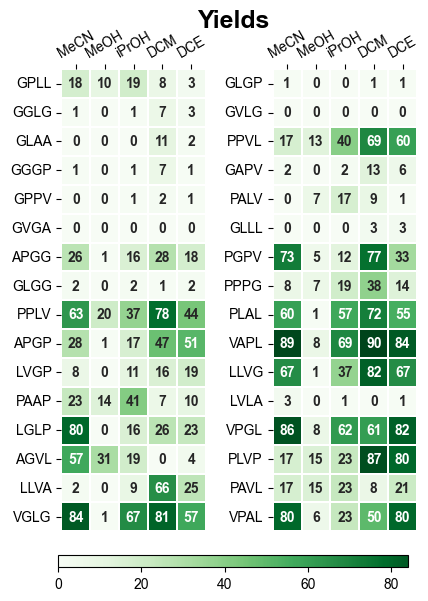 Yields
MeCN MeOH iPrOH DCM DCE
MeCN MeOH iPrOH DCM DCE
GPLL 18 10 19 8 3
GLGP 1 0 0 1 1
GGLG 1 0 1 7 3
GVLG 0 0 0 0 0
GLAA 0 0 0 11 2
PPVL 17 13 40 69 60
GGGP 1 0 1 7 1
GAPV 2 0 2 13 6
GPPV 0 0 1 2 1
PALV 0 7 17 9 1
GVGA 0 0 0 0 0
GLLL 0 0 0 3 3
APGG 26 1 16 28 18
PGPV 73 5 12 77 33
GLGG 2 0 2 1 2
PPPG 8 7 19 38 14
PPLV 63 20 37 78 44
PLAL 60 1 57 72 55
APGP 28 1 17 47 51
VAPL 89 8 69 90 84
LVGP 8 0 11 16 19
LLVG 67 1 37 82 67
PAAP 23 14 41 7 10
LVLA 3 0 1 0 1
LGLP 80 0 16 26 23
VPGL 86 8 62 61 82
AGVL 57 31 19 0 4
PLVP 17 15 23 87 80
LLVA 2 0 9 66 25
PAVL 17 15 23 8 21
VGLG 84 1 67 81 57
VPAL 80 6 23 50 80
0 20 40 60 80